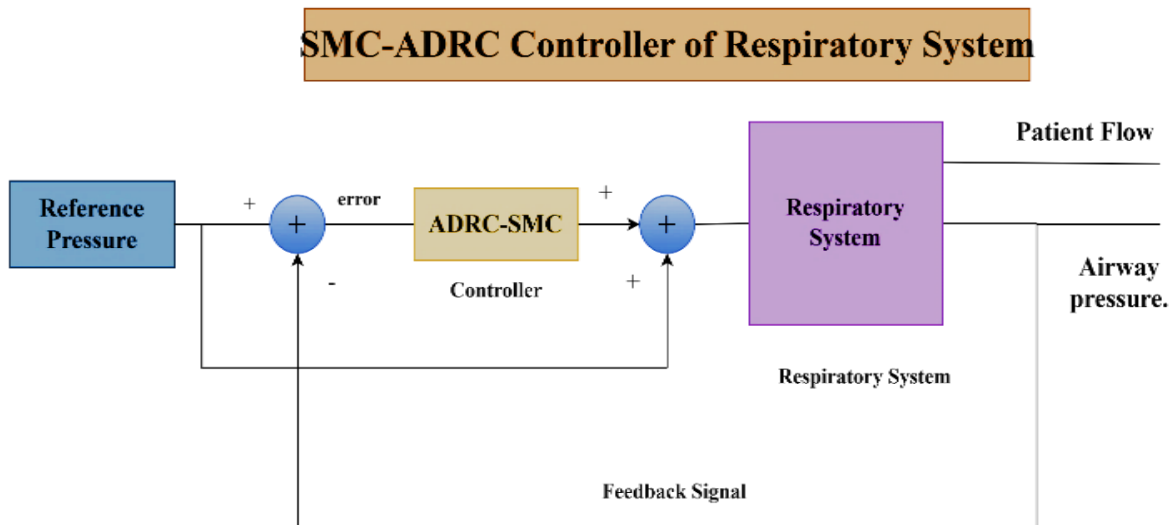 SMC-ADRC Controller of Respiratory System
Patient Flow
Reference
Pressure
+
+
error
ADRC-SMC
+
+
Respiratory
System
-
Controller
+
Airway
pressure.
Respiratory System
Feedback Signal